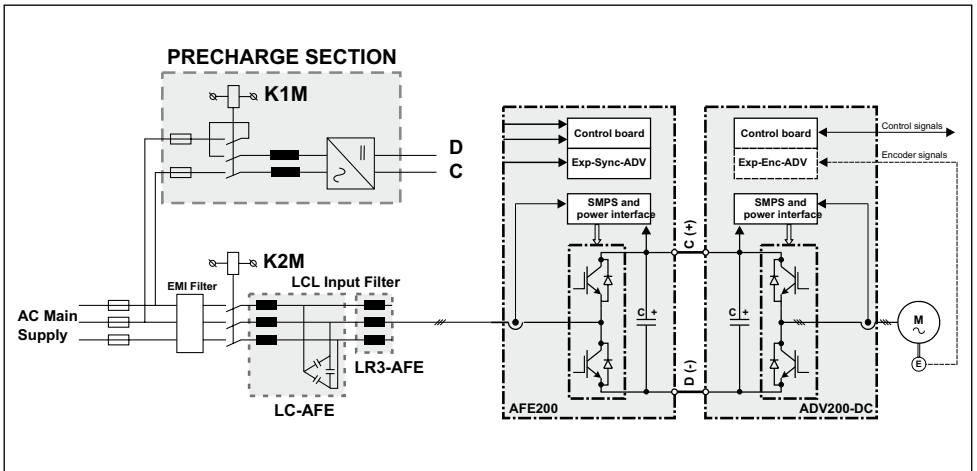 PRECHARGE SECTION
K1M
D
C
K2M
EMI Filter
LCL Input Filter
AC Main
Supply
LR3-AFE
LC-AFE
Control board
Exp-Sync-ADV
SMPS and
power interface
C +
AFE200
C (+)
D (-)
Control board
Exp-Enc-ADV
SMPS and
power interface
C +
ADV200-DC
Control signals
Encoder signals
M
E